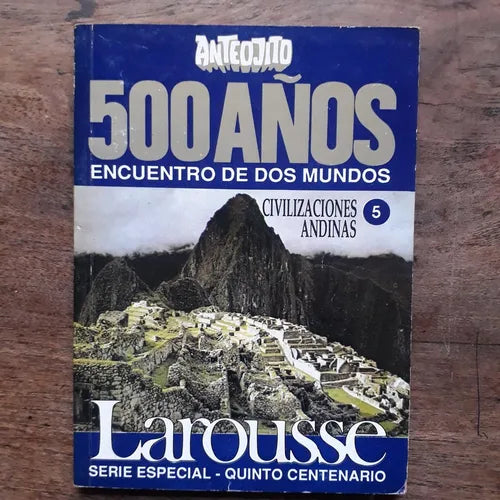 ANTEOJITO
500 AÑOS
ENCUENTRO DE DOS MUNDOS
CIVILIZACIONES
ANDINAS
5
Larousse
SERIE ESPECIAL - QUINTO CENTENARIO